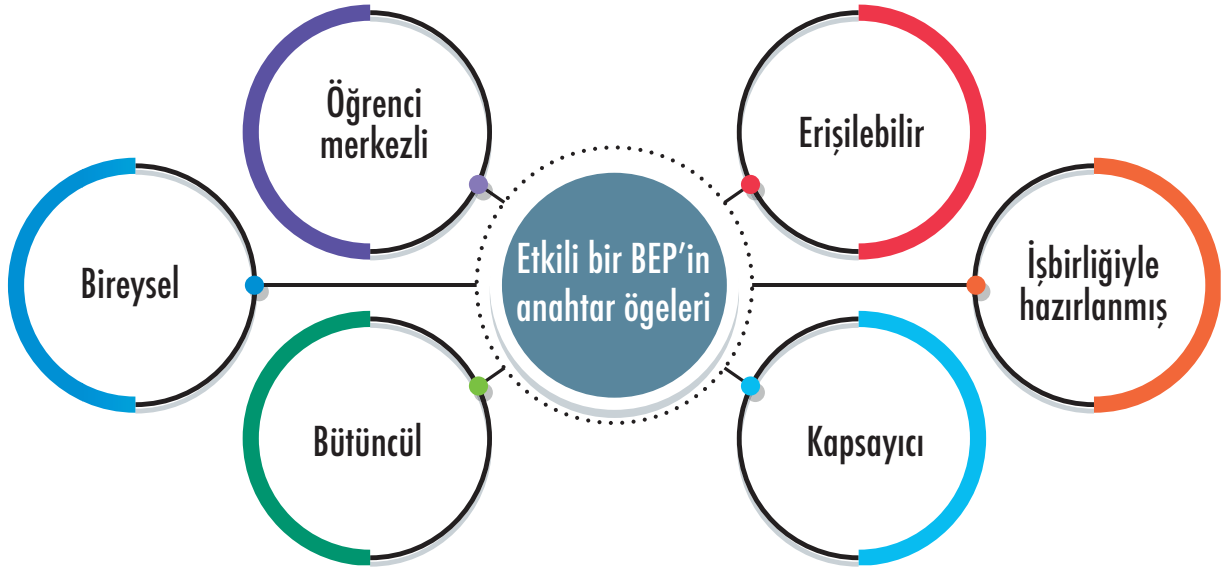 Öğrenci
merkezli
Erişilebilir
Bireysel
Etkili bir BEP’in
anahtar ögeleri
İşbirliğiyle
hazırlanmış
Bütüncül
Kapsayıcı